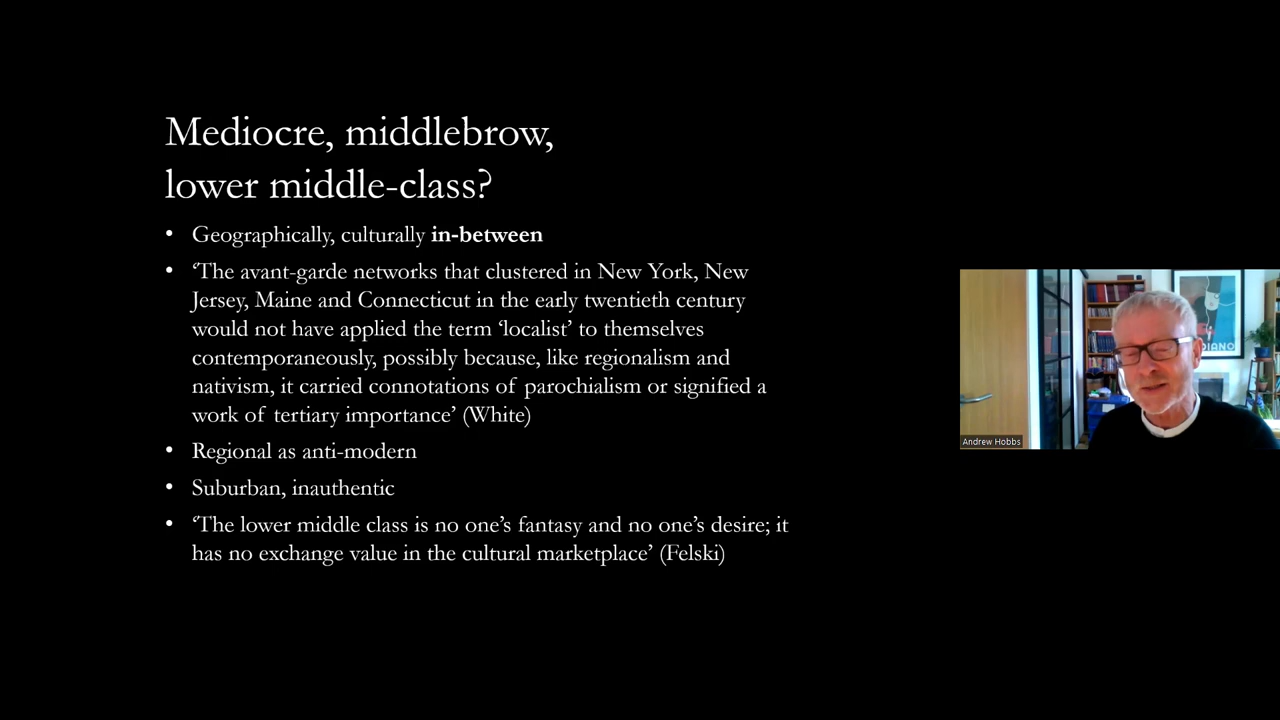 Mediocre, middlebrow,
lower middle-class?
• Geographically, culturally in-between
• ‘The avant-garde networks that clustered in New York, New
Jersey, Maine and Connecticut in the early twentieth century
would not have applied the term ‘localist’ to themselves
contemporaneously, possibly because, like regionalism and
nativism, it carried connotations of parochialism or signified a
work of tertiary importance’ (White)
• Regional as anti-modern
• Suburban, inauthentic
• ‘The lower middle class is no one’s fantasy and no one’s desire; it
has no exchange value in the cultural marketplace’ (Felski)
DIANO
Andrew Hobbs